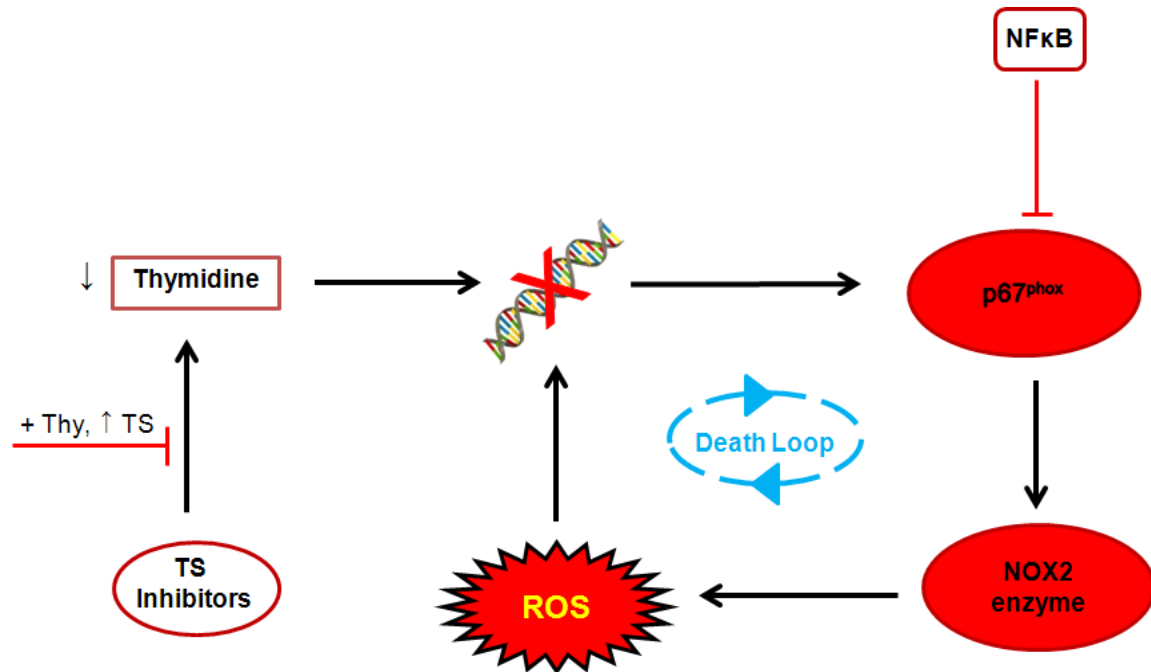 NFκB
↓ Thymidine
p67phox
+ Thy, ↑ TS
Death Loop
TS
Inhibitors
ROS
NOX2
enzyme